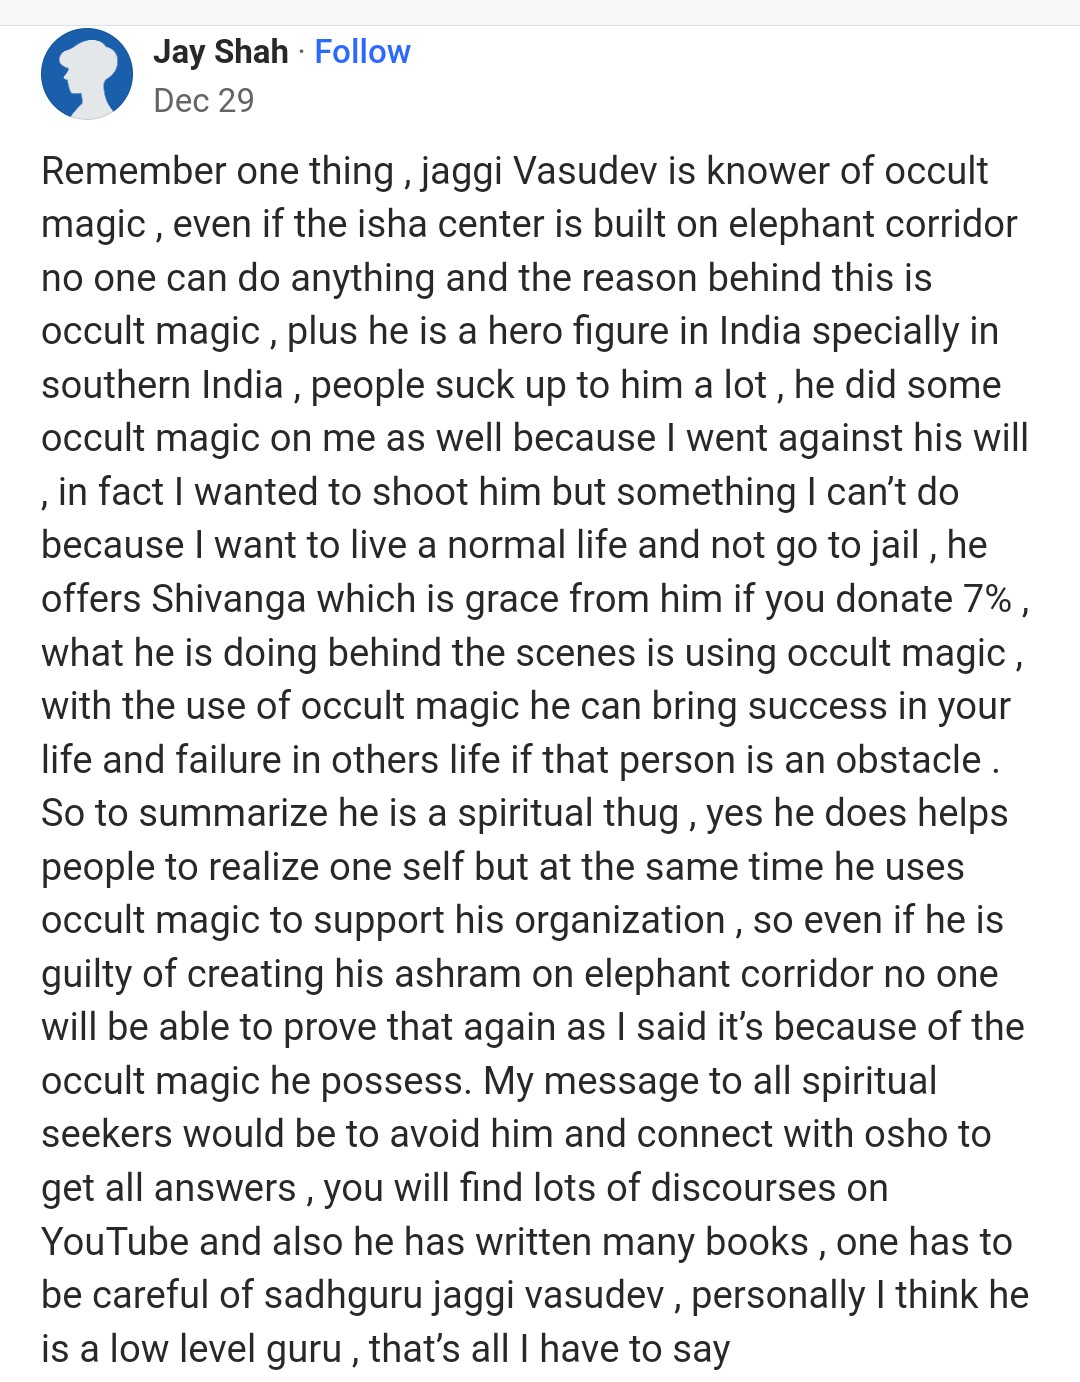 Jay Shah · Follow
Dec 29
Remember one thing , jaggi Vasudev is knower of occult
magic , even if the isha center is built on elephant corridor
no one can do anything and the reason behind this is
occult magic , plus he is a hero figure in India specially in
southern India , people suck up to him a lot , he did some
occult magic on me as well because I went against his will
, in fact I wanted to shoot him but something I can’t do
because I want to live a normal life and not go to jail , he
offers Shivanga which is grace from him if you donate 7% ,
what he is doing behind the scenes is using occult magic ,
with the use of occult magic he can bring success in your
life and failure in others life if that person is an obstacle .
So to summarize he is a spiritual thug , yes he does helps
people to realize one self but at the same time he uses
occult magic to support his organization , so even if he is
guilty of creating his ashram on elephant corridor no one
will be able to prove that again as I said it’s because of the
occult magic he possess. My message to all spiritual
seekers would be to avoid him and connect with osho to
get all answers , you will find lots of discourses on
YouTube and also he has written many books , one has to
be careful of sadhguru jaggi vasudev , personally I think he
is a low level guru , that’s all I have to say